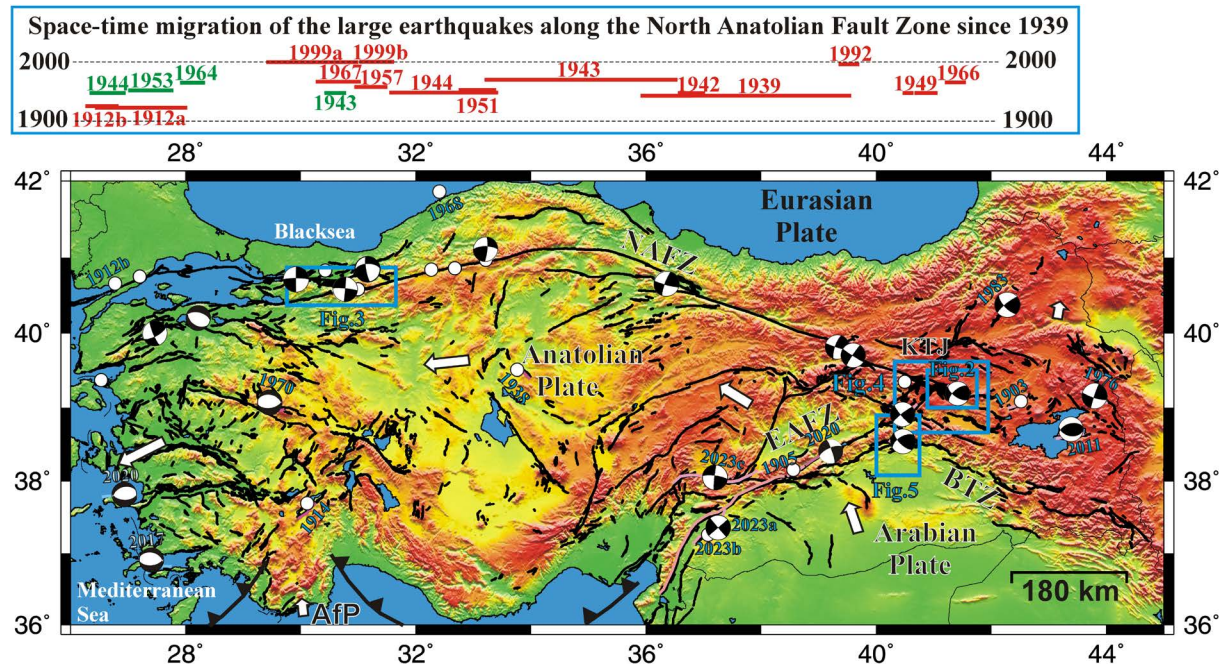 Space-time migration of the large earthquakes along the North Anatolian Fault Zone since 1939
2000 1999a 1999b 1992 2000
1944 1953 1964 1967 1957 1944 1943 1942 1939 1949 1966
1943 1951
1912b 1912a
1900 1900
28° 32° 36° 40° 44°
42° 42°
1968
Eurasian
Plate
Blacksea
NAFZ
1912b
1983
Fig.3
40° 40°
KTJ
Anatolian
Plate
Fig.4 Fig.2
1970
1938
1903 1976
EAFZ
2020
2011
2023c 1905
38° 38°
2020
Fig.5
BTZ
1914
2023a
2023b
Arabian
Plate
2017
Mediterranean
Sea
180 km
AfP
36° 36°
28° 32° 36° 40° 44°